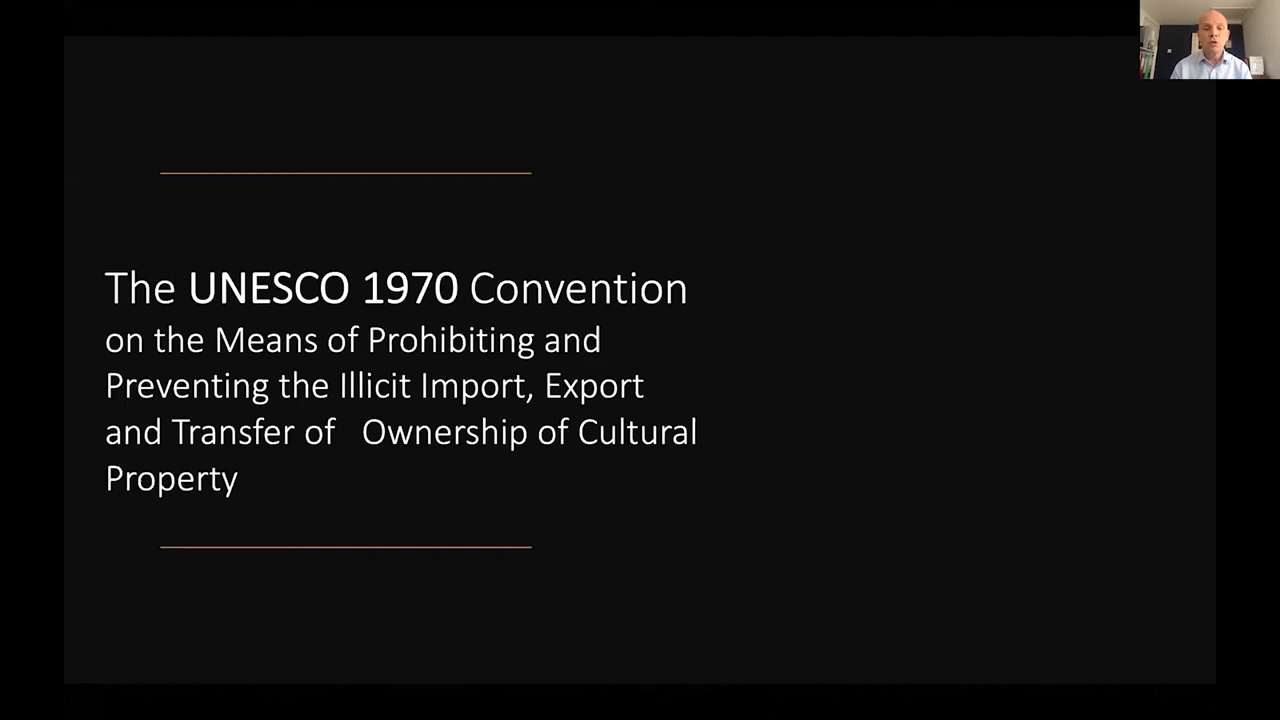 The UNESCO 1970 Convention
on the Means of Prohibiting and
Preventing the Illicit Import, Export
and Transfer of   Ownership of Cultural
Property